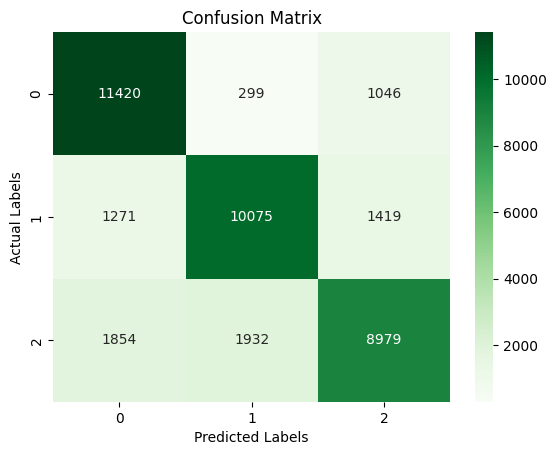 Confusion Matrix
0 11420 299 1046
1 1271 10075 1419
2 1854 1932 8979
0 1 2
Predicted Labels
Actual Labels
10000
8000
6000
4000
2000